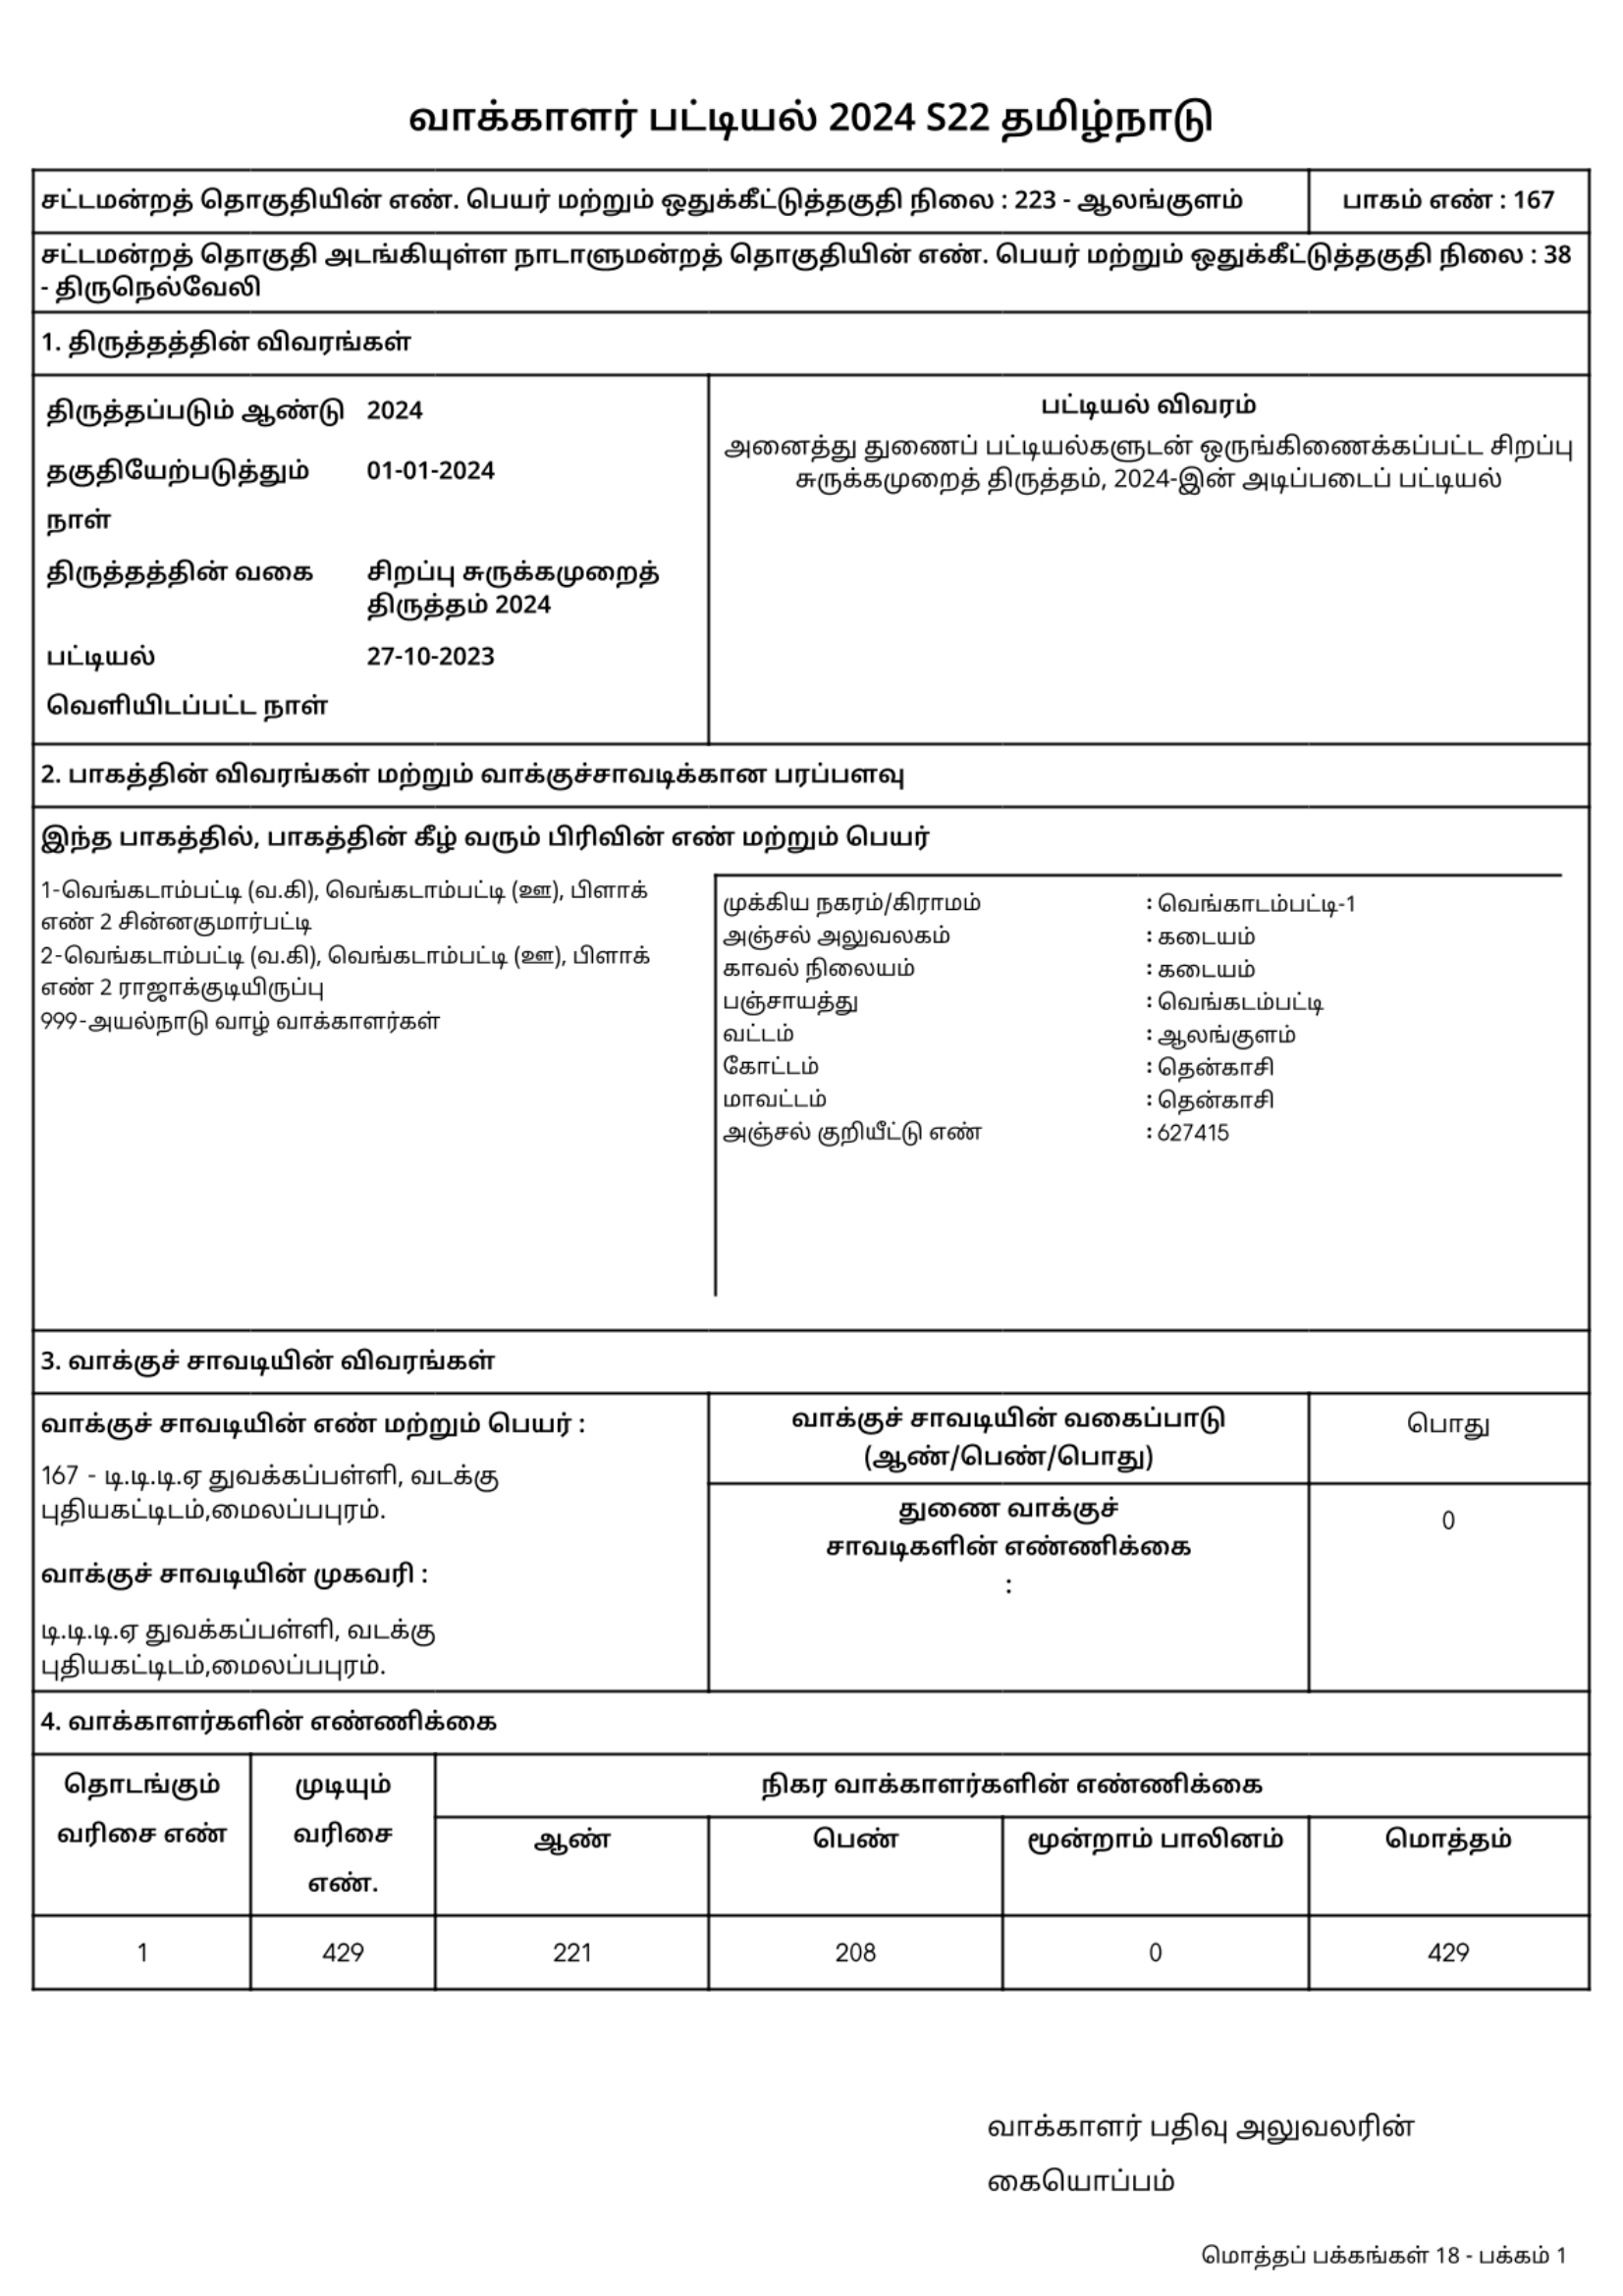 வாக்காளர் பட்டியல் 2024 S22 தமிழ்நாடு
சட்டமன்றத் தொகுதியின் எண். பெயர் மற்றும் ஒதுக்கீட்டுத்தகுதி நிலை : 223 - ஆலங்குளம்
பாகம் எண் : 167
சட்டமன்றத் தொகுதி அடங்கியுள்ள நாடாளுமன்றத் தொகுதியின் எண். பெயர் மற்றும் ஒதுக்கீட்டுத்தகுதி நிலை : 38
- திருநெல்வேலி
1. திருத்தத்தின் விவரங்கள்
திருத்தப்படும் ஆண்டு 2024
தகுதியேற்படுத்தும் 01-01-2024
நாள்
திருத்தத்தின் வகை சிறப்பு சுருக்கமுறைத்
திருத்தம் 2024
பட்டியல் 27-10-2023
வெளியிடப்பட்ட நாள்
பட்டியல் விவரம்
அனைத்து துணைப் பட்டியல்களுடன் ஒருங்கிணைக்கப்பட்ட சிறப்பு
சுருக்கமுறைத் திருத்தம், 2024-இன் அடிப்படைப் பட்டியல்
2. பாகத்தின் விவரங்கள் மற்றும் வாக்குச்சாவடிக்கான பரப்பளவு
இந்த பாகத்தில், பாகத்தின் கீழ் வரும் பிரிவின் எண் மற்றும் பெயர்
1-வெங்கடாம்பட்டி (வ.கி), வெங்கடாம்பட்டி (ஊ), பிளாக்
எண் 2 சின்னகுமார்பட்டி
2-வெங்கடாம்பட்டி (வ.கி), வெங்கடாம்பட்டி (ஊ), பிளாக்
எண் 2 ராஜாக்குடியிருப்பு
999-அயல்நாடு வாழ் வாக்காளர்கள்
முக்கிய நகரம்/கிராமம் : வெங்காடம்பட்டி-1
அஞ்சல் அலுவலகம் : கடையம்
காவல் நிலையம் : கடையம்
பஞ்சாயத்து : வெங்கடம்பட்டி
வட்டம் : ஆலங்குளம்
கோட்டம் : தென்காசி
மாவட்டம் : தென்காசி
அஞ்சல் குறியீட்டு எண் : 627415
3. வாக்குச் சாவடியின் விவரங்கள்
வாக்குச் சாவடியின் எண் மற்றும் பெயர் :
167 - டி.டி.டி.ஏ துவக்கப்பள்ளி, வடக்கு
புதியகட்டிடம்,மைலப்பபுரம்.
வாக்குச் சாவடியின் முகவரி :
டி.டி.டி.ஏ துவக்கப்பள்ளி, வடக்கு
புதியகட்டிடம்,மைலப்பபுரம்.
வாக்குச் சாவடியின் வகைப்பாடு
(ஆண்/பெண்/பொது)
பொது
துணை வாக்குச்
சாவடிகளின் எண்ணிக்கை
:
0
4. வாக்காளர்களின் எண்ணிக்கை
தொடங்கும்
வரிசை எண்
முடியும்
வரிசை
எண்.
நிகர வாக்காளர்களின் எண்ணிக்கை
ஆண் பெண் மூன்றாம் பாலினம் மொத்தம்
1 429 221 208 0 429
வாக்காளர் பதிவு அலுவலரின்
கையொப்பம்
மொத்தப் பக்கங்கள் 18 - பக்கம் 1